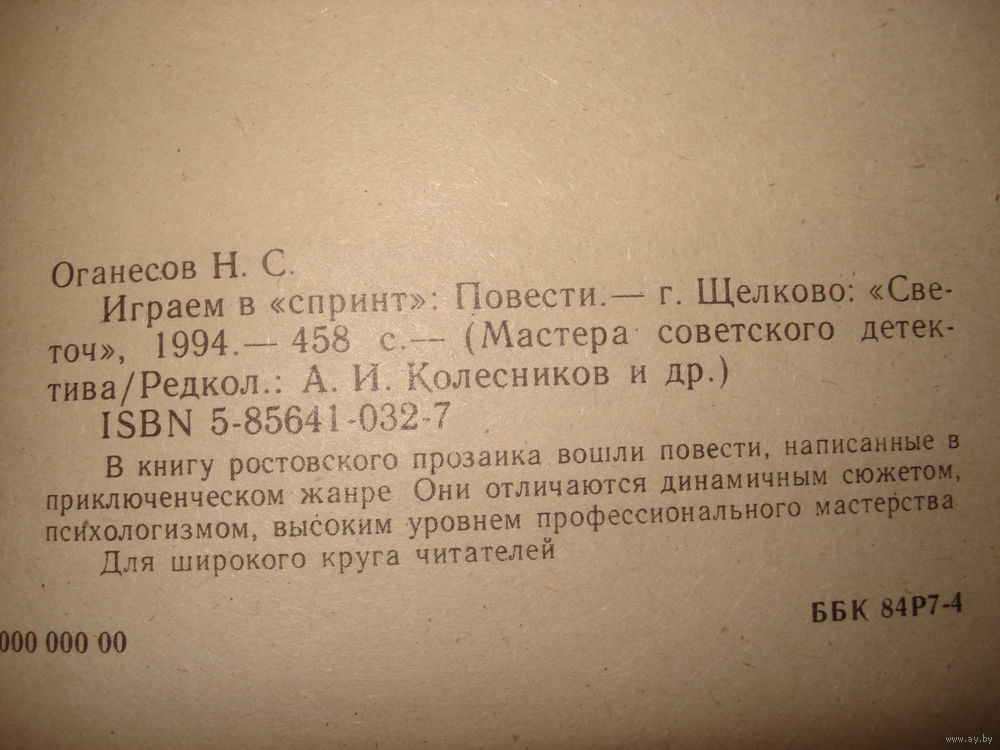 Оганесов Н. С.
Играем в «спринт»: Повести.— г. Щелково: «Све-
точ», 1994.— 458 с.— (Мастера советского детек-
тива/Редкол.: А. И. Колесников и др.)
ISBN 5-85641-032-7
В книгу ростовского прозаика вошли повести, написанные в
приключенческом жанре Они отличаются динамичным сюжетом,
психологизмом, высоким уровнем профессионального мастерства
Для широкого круга читателей
ББК 84Р7-4
000 000 00
www.ay.by